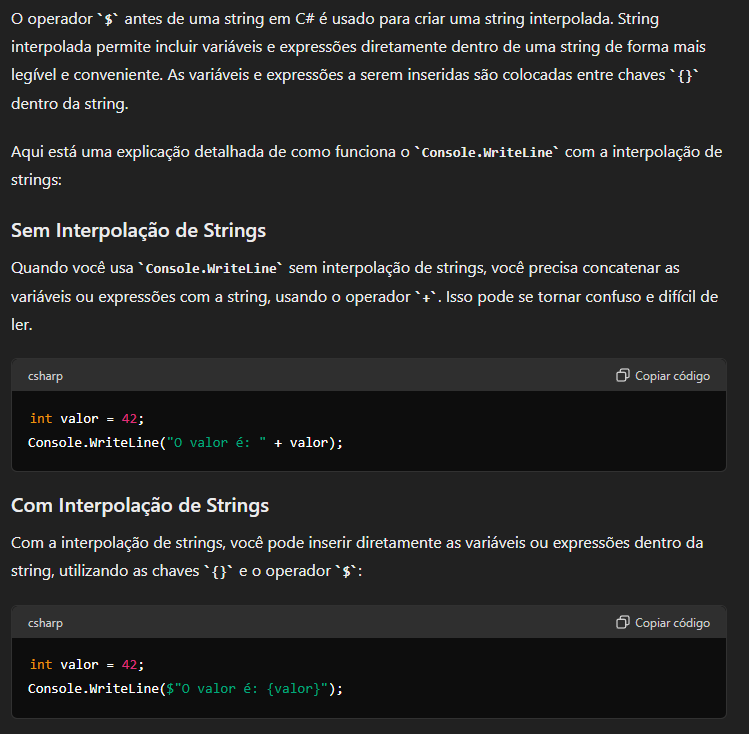 O operador `$` antes de uma string em C# é usado para criar uma string interpolada. String
interpolada permite incluir variáveis e expressões diretamente dentro de uma string de forma mais
legível e conveniente. As variáveis e expressões a serem inseridas são colocadas entre chaves `{}`
dentro da string.
Aqui está uma explicação detalhada de como funciona o `Console.WriteLine` com a interpolação de
strings:
Sem Interpolação de Strings
Quando você usa `Console.WriteLine` sem interpolação de strings, você precisa concatenar as
variáveis ou expressões com a string, usando o operador `+`. Isso pode se tornar confuso e difícil de
ler.
csharp Copiar código
int valor = 42;
Console.WriteLine("O valor é: " + valor);
Com Interpolação de Strings
Com a interpolação de strings, você pode inserir diretamente as variáveis ou expressões dentro da
string, utilizando as chaves `{}` e o operador `$`:
csharp Copiar código
int valor = 42;
Console.WriteLine($"O valor é: {valor}");